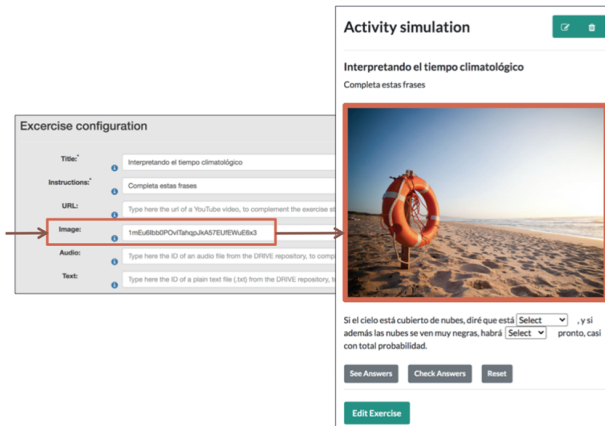 Excercise configuration
Title:*
Interpretando el tiempo climatológico
Instructions:*
Completa estas frases
URL:
Type here the url of a YouTube video, to complement the exercise st
Image:
Audio:
Type here the ID of an audio file from the DRIVE repository, to comp
Text:
Type here the ID of a plain text file (.txt) from the DRIVE repository, t
Activity simulation
Interpretando el tiempo climatológico
Completa estas frases
Si el cielo está cubierto de nubes, diré que está Select , y si
además las nubes se ven muy negras, habrá Select pronto, casi
con total probabilidad.
See Answers Check Answers Reset
Edit Exercise